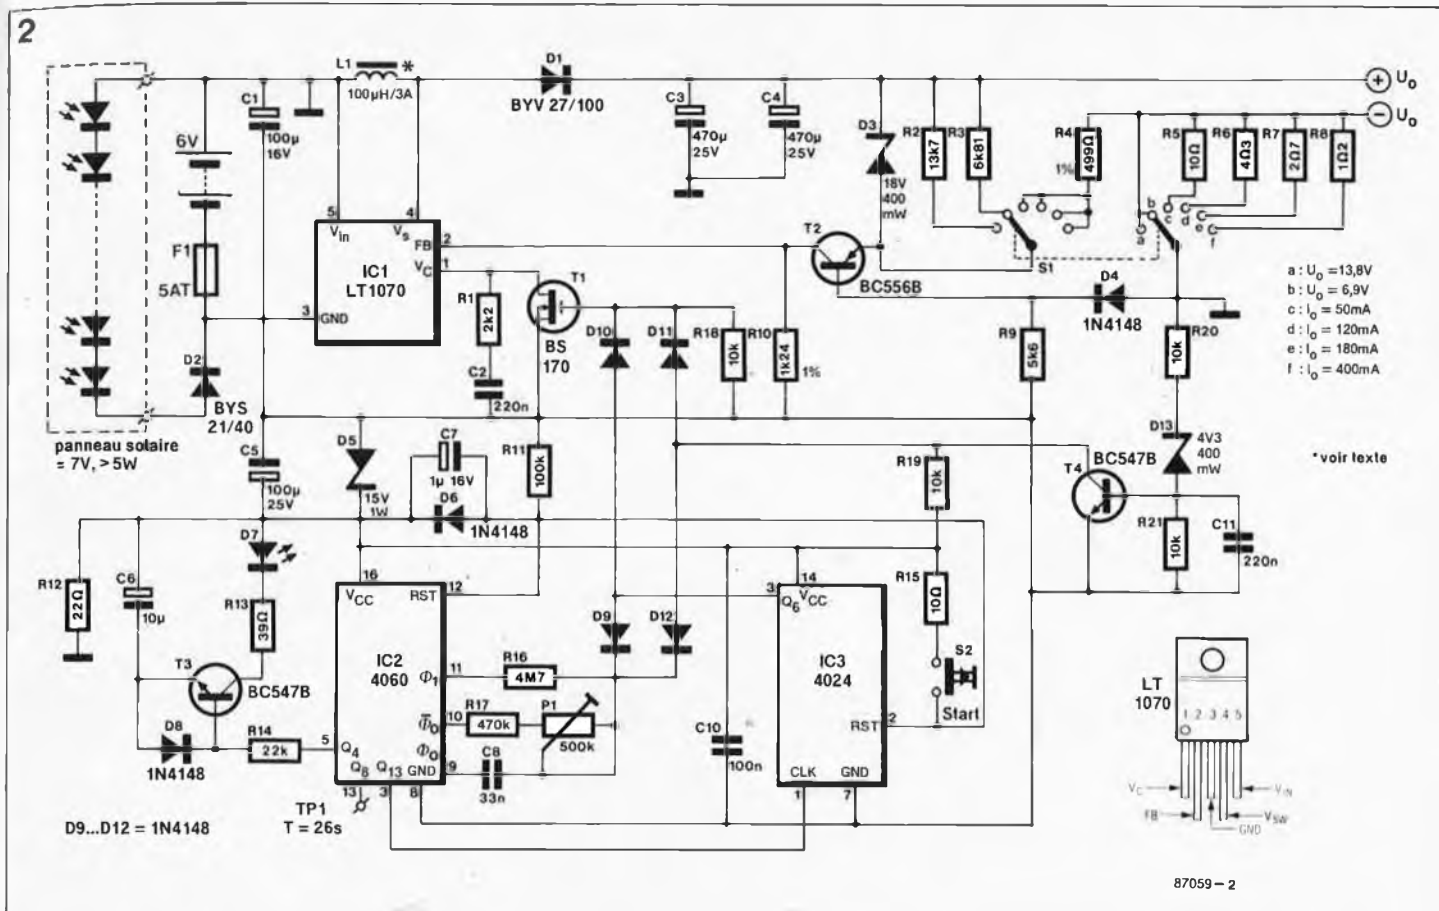 2
L1
*
100µH/3A
D1
BYV 27/100
C1
100µ
16V
6V
F1
5AT
D2
BYS
21/40
panneau solaire
= 7V, > 5W
C3
470µ
25V
C4
470µ
25V
D3
18V
400
mW
R2
13k7
R3
6k81
R4
499Ω
1%
R5
10Ω
R6
4Ω3
R7
2Ω7
R8
1Ω2
+ Uo
− Uo
a
b
c
d
e
f
S1
5
4
Vin
Vs
IC1
LT1070
FB
2
VC
1
3
GND
R1
2k2
C2
220n
T1
BS
170
T2
BC556B
D4
1N4148
a : Uo = 13,8V
b : Uo = 6,9V
c : Io = 50mA
d : Io = 120mA
e : Io = 180mA
f : Io = 400mA
D10
D11
R18
10k
R10
1k24
1%
R9
5k6
R20
10k
D13
4V3
400
mW
*voir texte
C5
100µ
25V
D5
15V
1W
C7
1µ 16V
D6
1N4148
R11
100k
R19
10k
T4
BC547B
R21
10k
C11
220n
R12
22Ω
C6
10µ
D7
R13
39Ω
T3
BC547B
D8
1N4148
R14
22k
16
VCC
RST
12
IC2
4060
11
Φ1
10
Φ0
Φ0
9
GND
8
5
Q4
Q8
13
Q13
3
TP1
T = 26s
R16
4M7
R17
470k
P1
500k
C8
33n
D9
D12
C10
100n
3
Q6
14
VCC
IC3
4024
RST
2
CLK
1
GND
7
R15
10Ω
S2
Start
LT
1070
1 2 3 4 5
VC
FB
GND
VSW
VIN
D9...D12 = 1N4148
87059 − 2